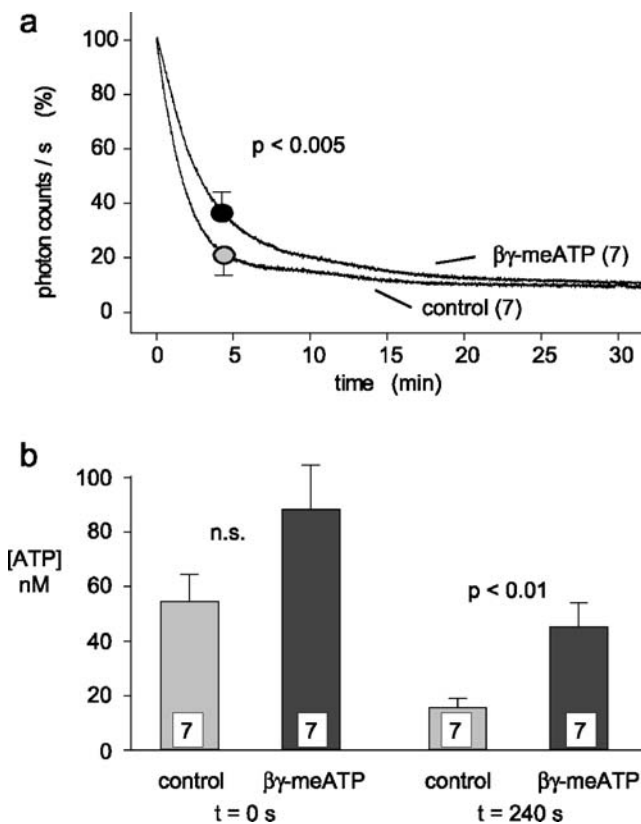 a
100
80
60
40
20
0
photon counts / s (%)
p < 0.005
βγ-meATP (7)
control (7)
0 5 10 15 20 25 30
time (min)
b
100
80
60
40
20
0
[ATP]
nM
n.s.
p < 0.01
7 7 7 7
control βγ-meATP control βγ-meATP
t = 0 s t = 240 s